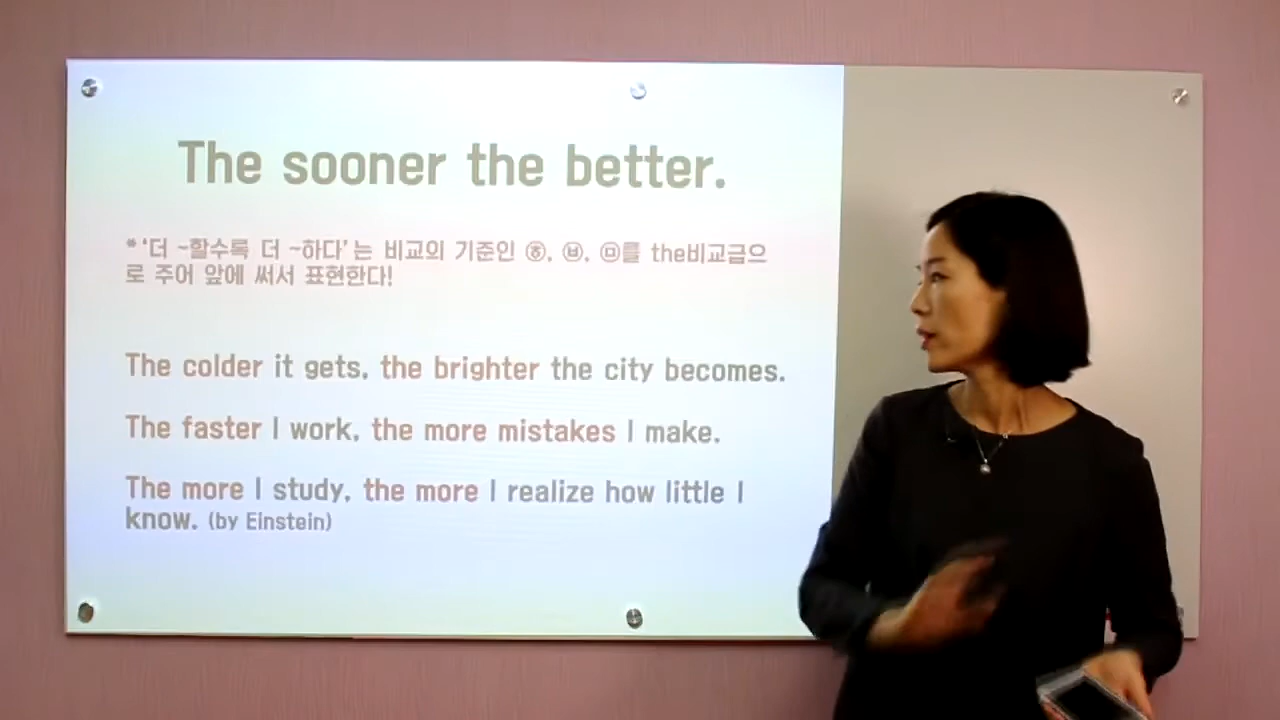 The sooner the better.
* ‘더 ~할수록 더 ~하다’는 비교의 기준인 ㉻, ㉥, ㉤를 the비교급으
로 주어 앞에 써서 표현한다!
The colder it gets, the brighter the city becomes.
The faster I work, the more mistakes I make.
The more I study, the more I realize how little I
know. (by Einstein)